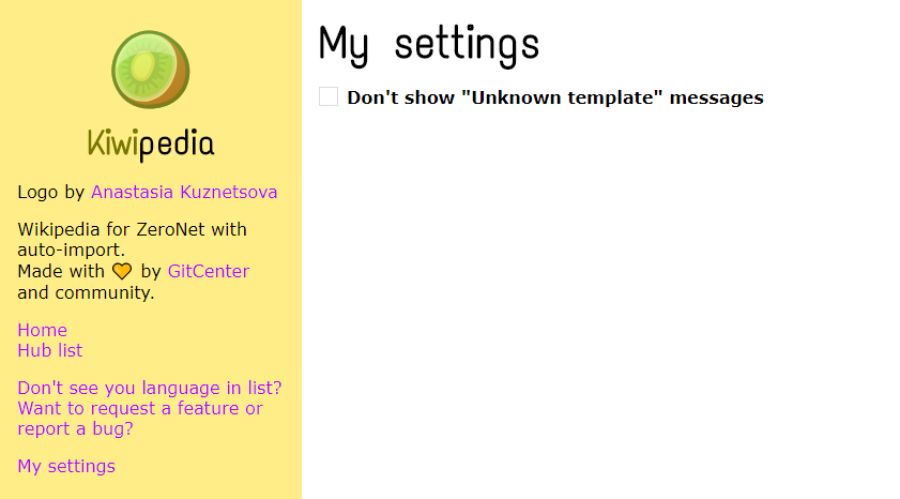 Kiwipedia
Logo by Anastasia Kuznetsova
Wikipedia for ZeroNet with
auto-import.
Made with 🧡 by GitCenter
and community.
Home
Hub list
Don't see you language in list?
Want to request a feature or
report a bug?
My settings
My settings
Don't show "Unknown template" messages